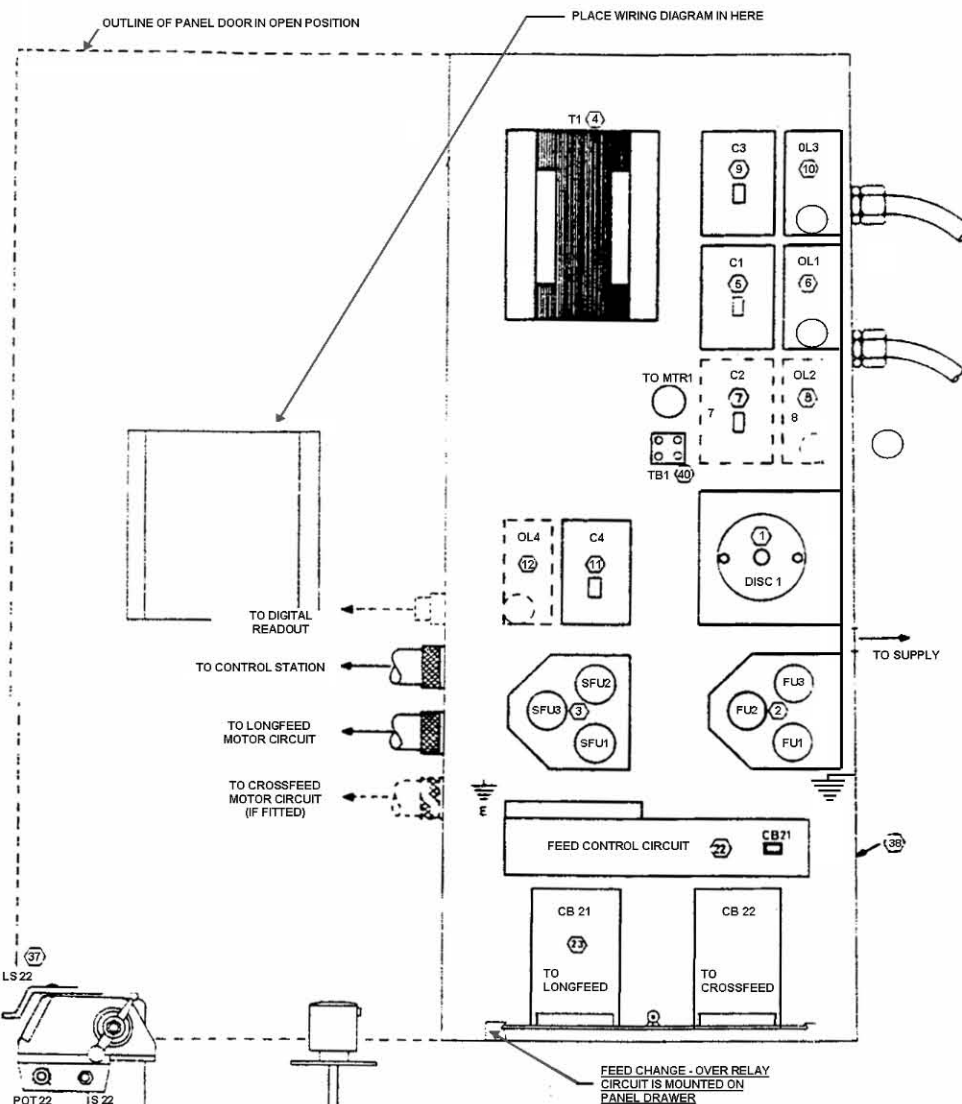 OUTLINE OF PANEL DOOR IN OPEN POSITION
PLACE WIRING DIAGRAM IN HERE
T1 4
C3
9
OL3
10
C1
5
OL1
6
TO MTR1
C2
7
7
OL2
8
8
TB1 40
OL4
12
C4
11
1
DISC 1
TO DIGITAL
READOUT
TO CONTROL STATION
TO SUPPLY
SFU2
SFU3 3
SFU1
FU3
FU2 2
FU1
TO LONGFEED
MOTOR CIRCUIT
TO CROSSFEED
MOTOR CIRCUIT
(IF FITTED)
E
FEED CONTROL CIRCUIT 22
CB21
38
CB 21
23
TO
LONGFEED
CB 22
TO
CROSSFEED
37
LS 22
POT 22
IS 22
FEED CHANGE - OVER RELAY
CIRCUIT IS MOUNTED ON
PANEL DRAWER